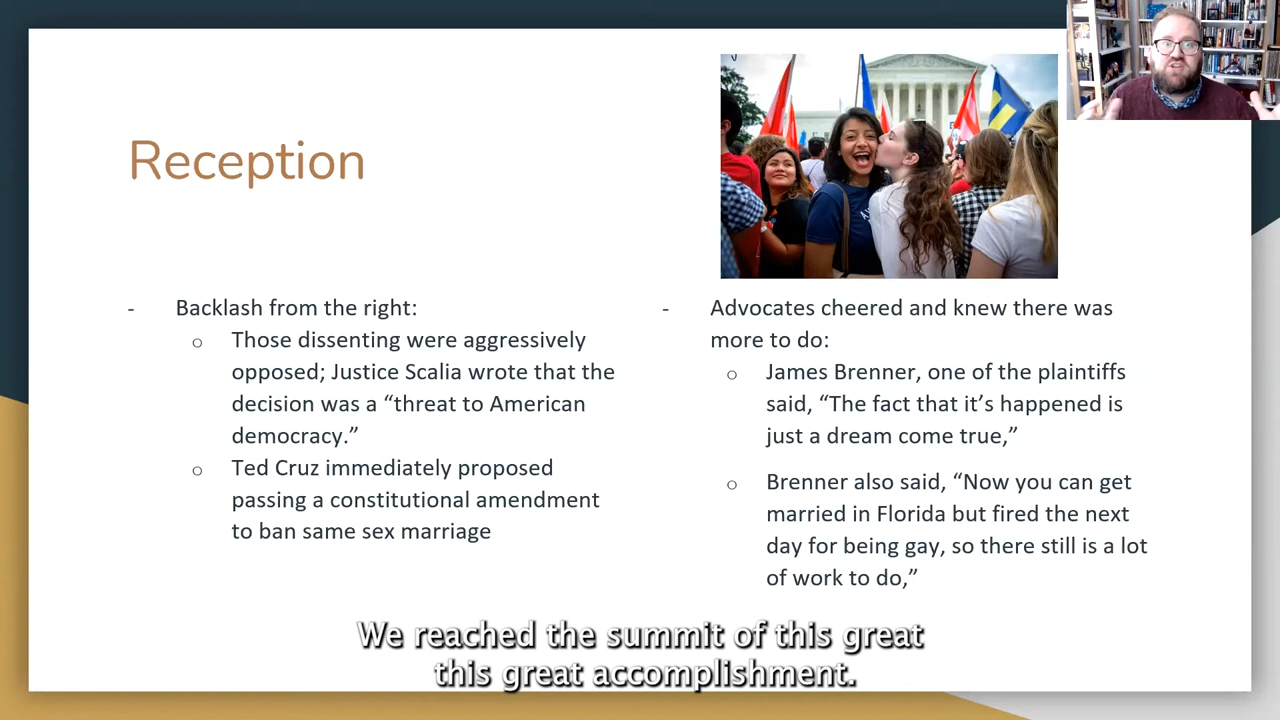 Reception
- Backlash from the right:
o Those dissenting were aggressively
opposed; Justice Scalia wrote that the
decision was a “threat to American
democracy.”
o Ted Cruz immediately proposed
passing a constitutional amendment
to ban same sex marriage
- Advocates cheered and knew there was
more to do:
o James Brenner, one of the plaintiffs
said, “The fact that it’s happened is
just a dream come true,”
o Brenner also said, “Now you can get
married in Florida but fired the next
day for being gay, so there still is a lot
of work to do,”
We reached the summit of this great
this great accomplishment.